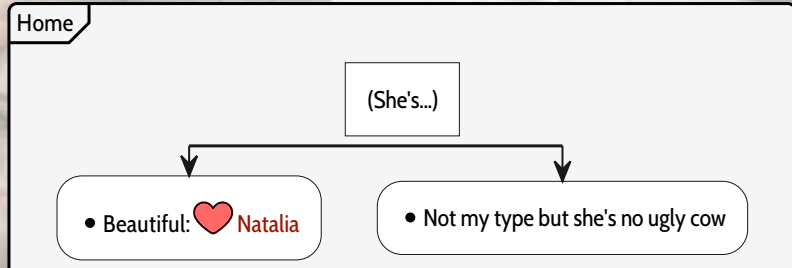 Home
(She's...)
• Beautiful: Natalia
• Not my type but she's no ugly cow